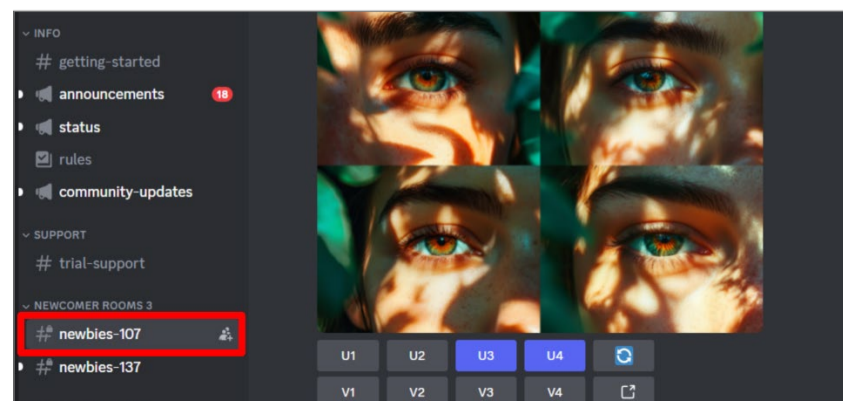 INFO
# getting-started
announcements 18
status
rules
community-updates
SUPPORT
# trial-support
NEWCOMER ROOMS 3
# newbies-107
# newbies-137
U1 U2 U3 U4
V1 V2 V3 V4